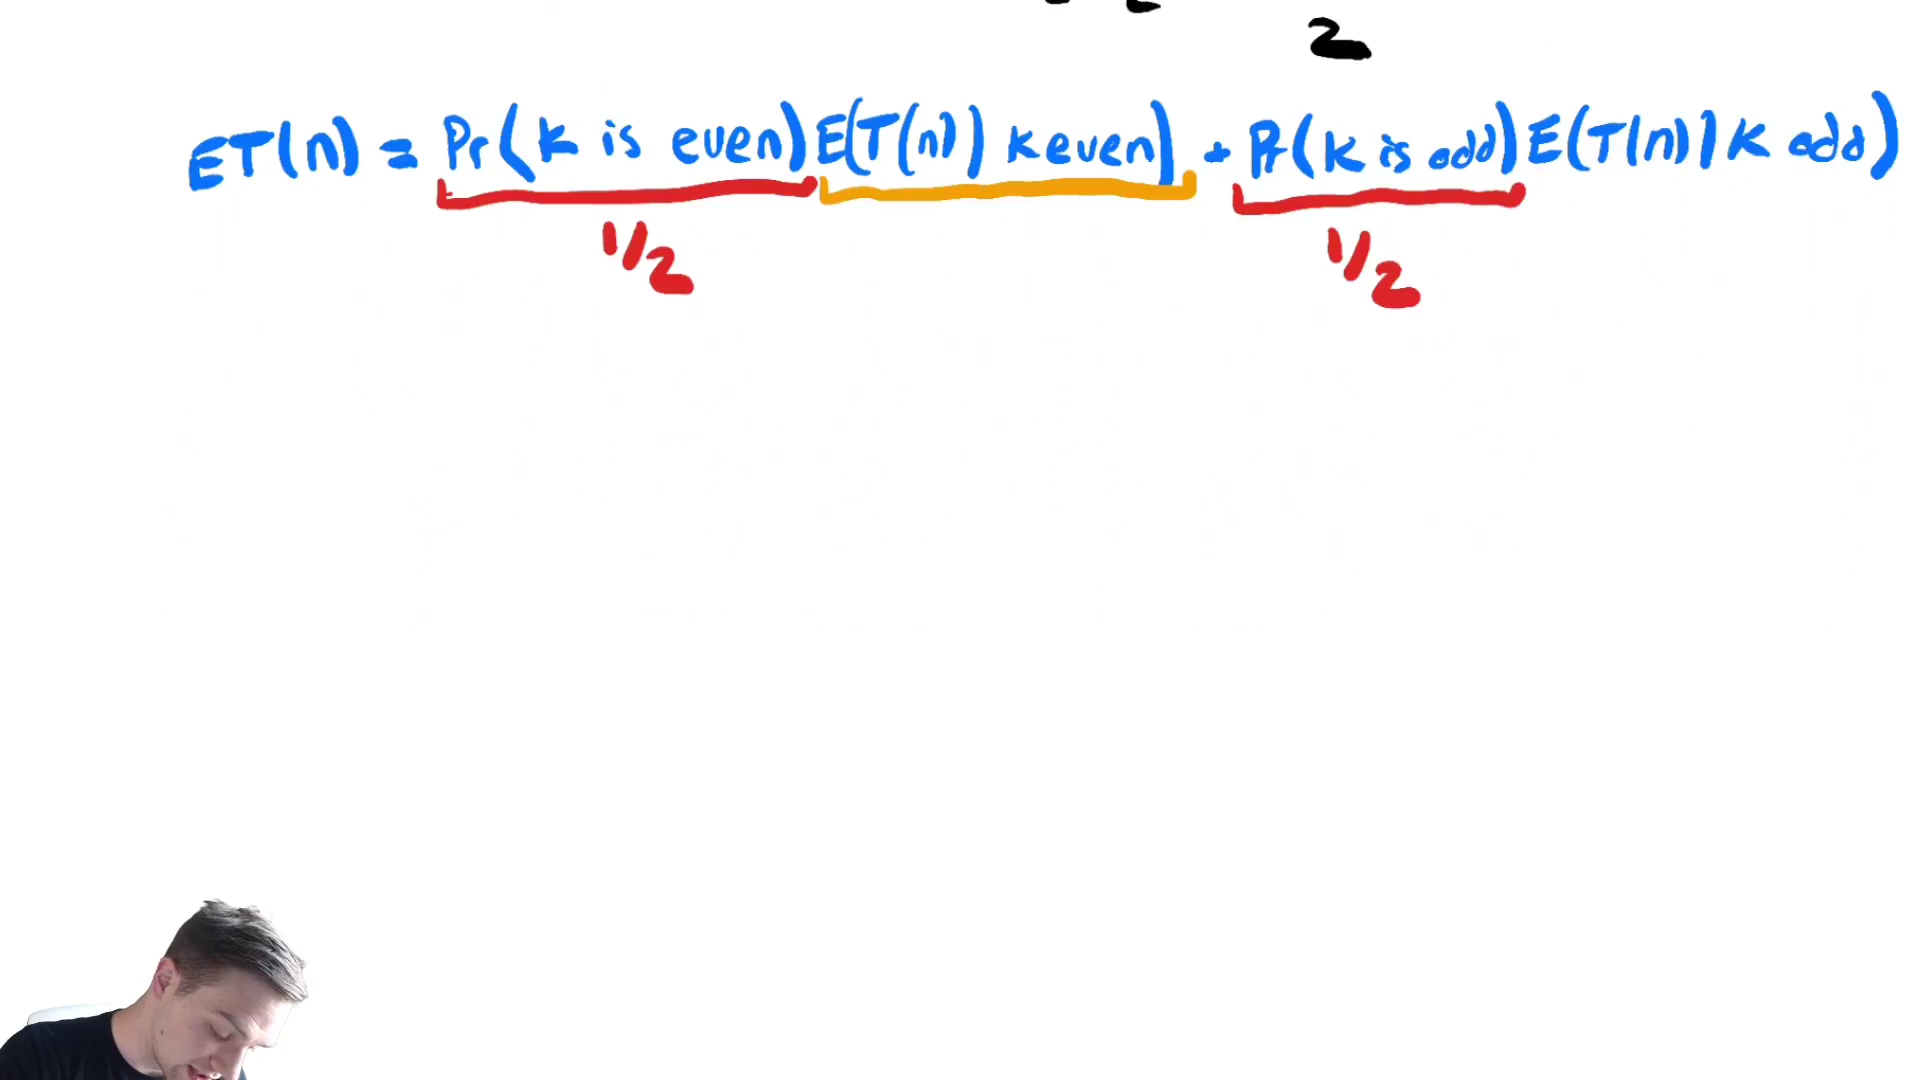 2
ET(n) = Pr(k is even) E(T(n) | k even) + Pr(k is odd) E(T(n) | k odd)
1/2 1/2